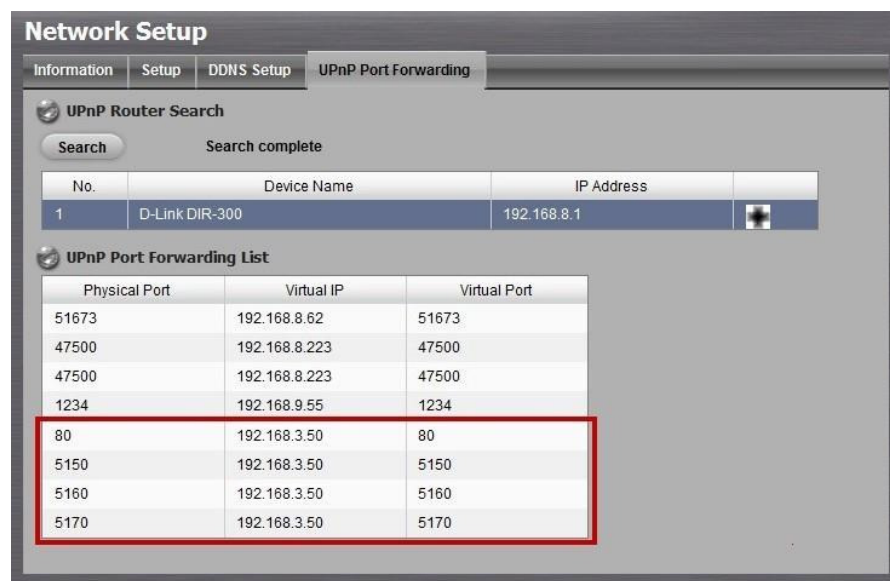 Network Setup
Information Setup DDNS Setup UPnP Port Forwarding
UPnP Router Search
Search Search complete
No. Device Name IP Address
1 D-Link DIR-300 192.168.8.1
UPnP Port Forwarding List
Physical Port Virtual IP Virtual Port
51673 192.168.8.62 51673
47500 192.168.8.223 47500
47500 192.168.8.223 47500
1234 192.168.9.55 1234
80 192.168.3.50 80
5150 192.168.3.50 5150
5160 192.168.3.50 5160
5170 192.168.3.50 5170